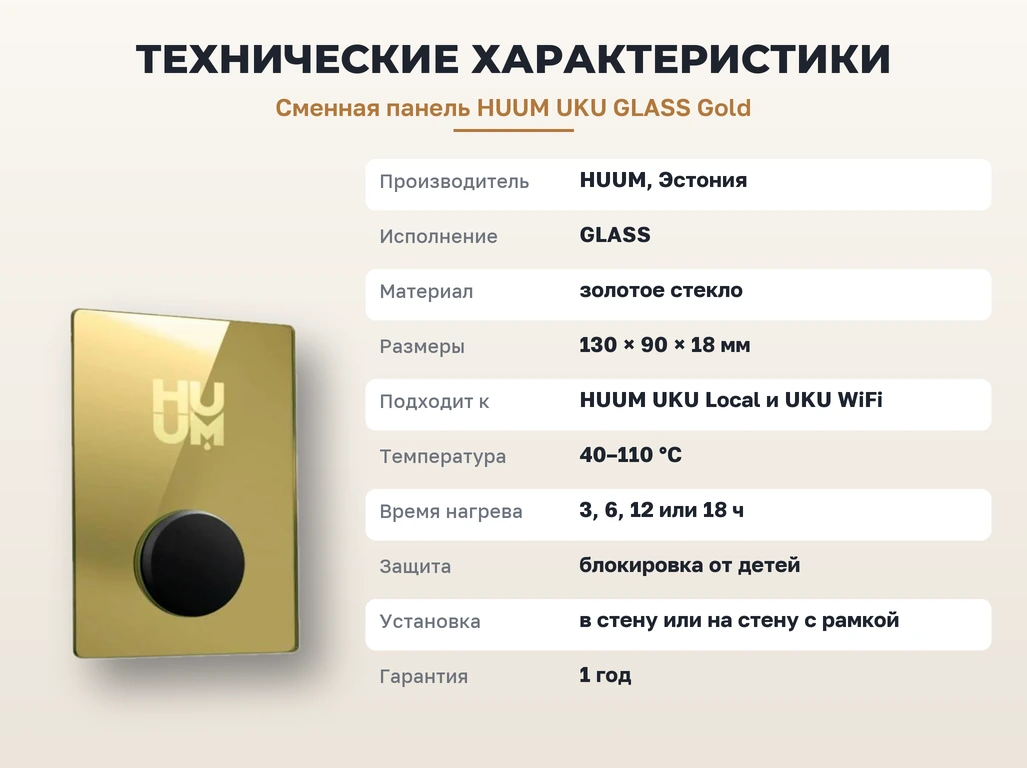 ТЕХНИЧЕСКИЕ ХАРАКТЕРИСТИКИ
Сменная панель HUUM UKU GLASS Gold
Производитель HUUM, Эстония
Исполнение GLASS
Материал золотое стекло
Размеры 130 × 90 × 18 мм
Подходит к HUUM UKU Local и UKU WiFi
Температура 40–110 °C
Время нагрева 3, 6, 12 или 18 ч
Защита блокировка от детей
Установка в стену или на стену с рамкой
Гарантия 1 год
HU
UM